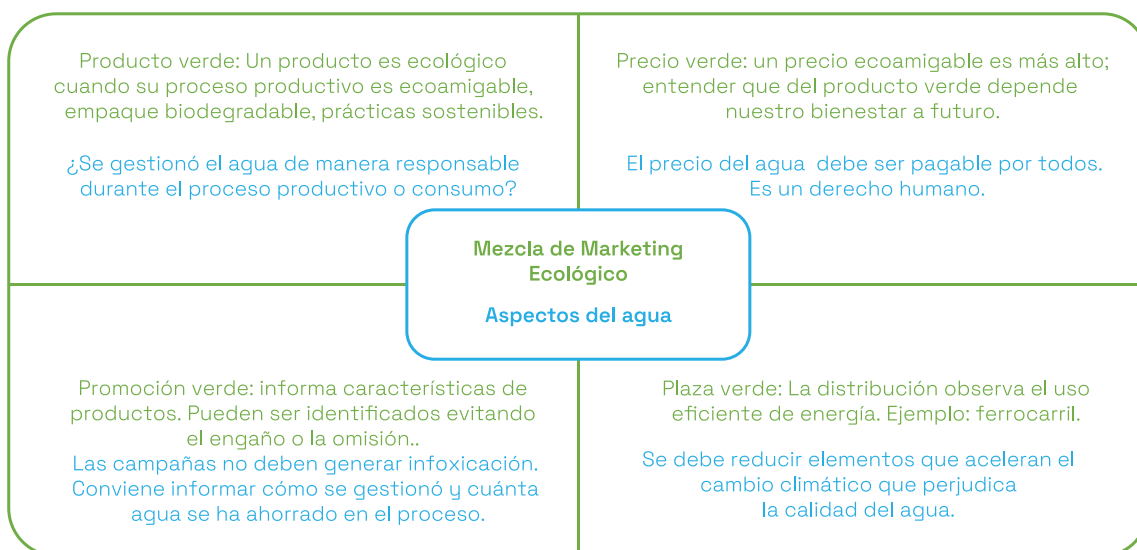 Producto verde: Un producto es ecológico
cuando su proceso productivo es ecoamigable,
empaque biodegradable, prácticas sostenibles.
¿Se gestionó el agua de manera responsable
durante el proceso productivo o consumo?
Precio verde: un precio ecoamigable es más alto;
entender que del producto verde depende
nuestro bienestar a futuro.
El precio del agua debe ser pagable por todos.
Es un derecho humano.
Mezcla de Marketing
Ecológico
Aspectos del agua
Promoción verde: informa características de
productos. Pueden ser identificados evitando
el engaño o la omisión..
Las campañas no deben generar infoxicación.
Conviene informar cómo se gestionó y cuánta
agua se ha ahorrado en el proceso.
Plaza verde: La distribución observa el uso
eficiente de energía. Ejemplo: ferrocarril.
Se debe reducir elementos que aceleran el
cambio climático que perjudica
la calidad del agua.